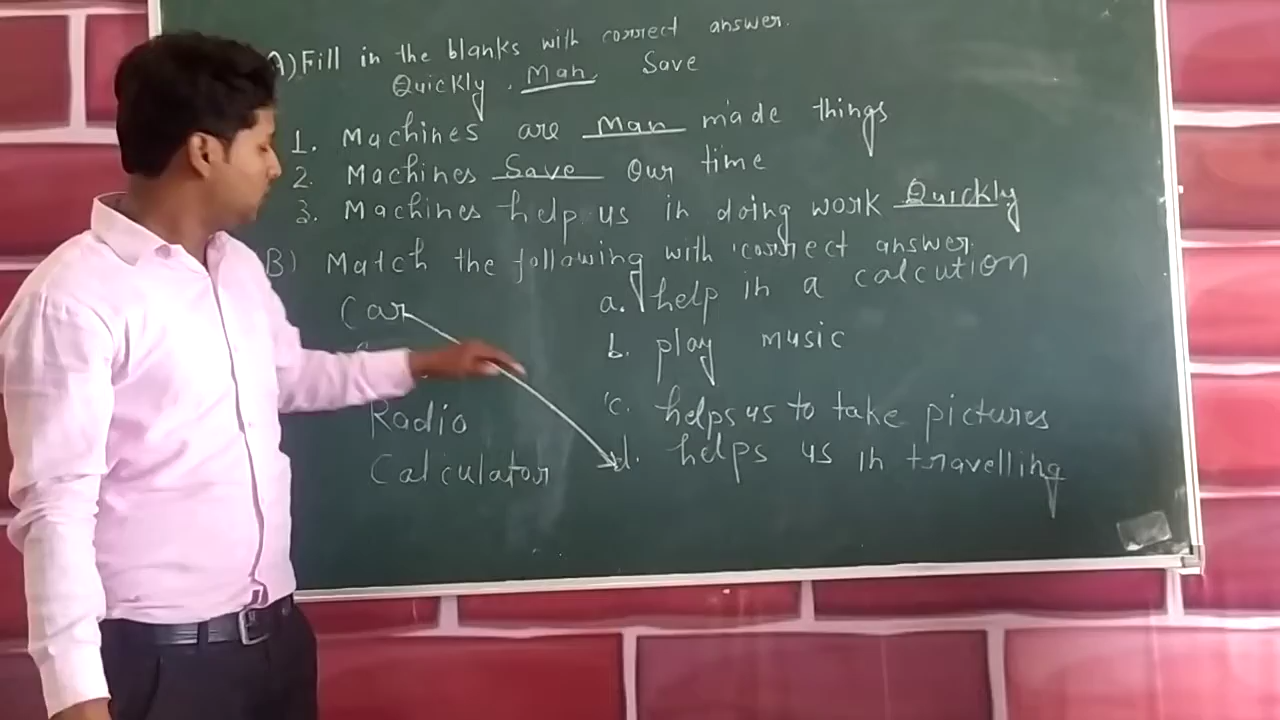 A) Fill in the blanks with correct answer.
Quickly, Man, Save
1. Machines are Man made things
2. Machines Save Our time
3. Machines help us in doing work Quickly
B) Match the following with correct answer.
Car a. help in a calcution
b. play music
Radio c. helps us to take pictures
Calculator d. helps us in travelling